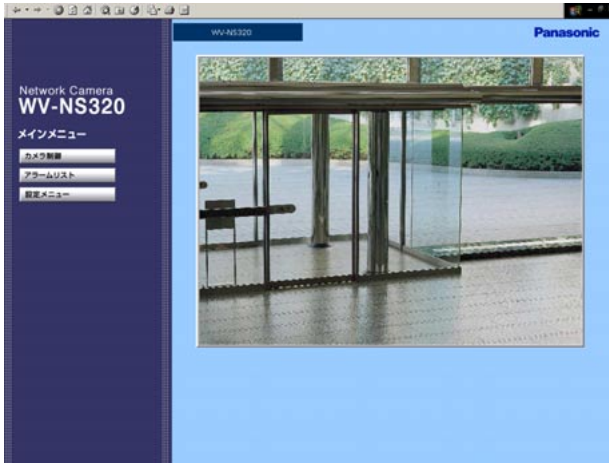 WV-NS320
Panasonic
Network Camera
WV-NS320
メインメニュー
カメラ制御
アラームリスト
設定メニュー